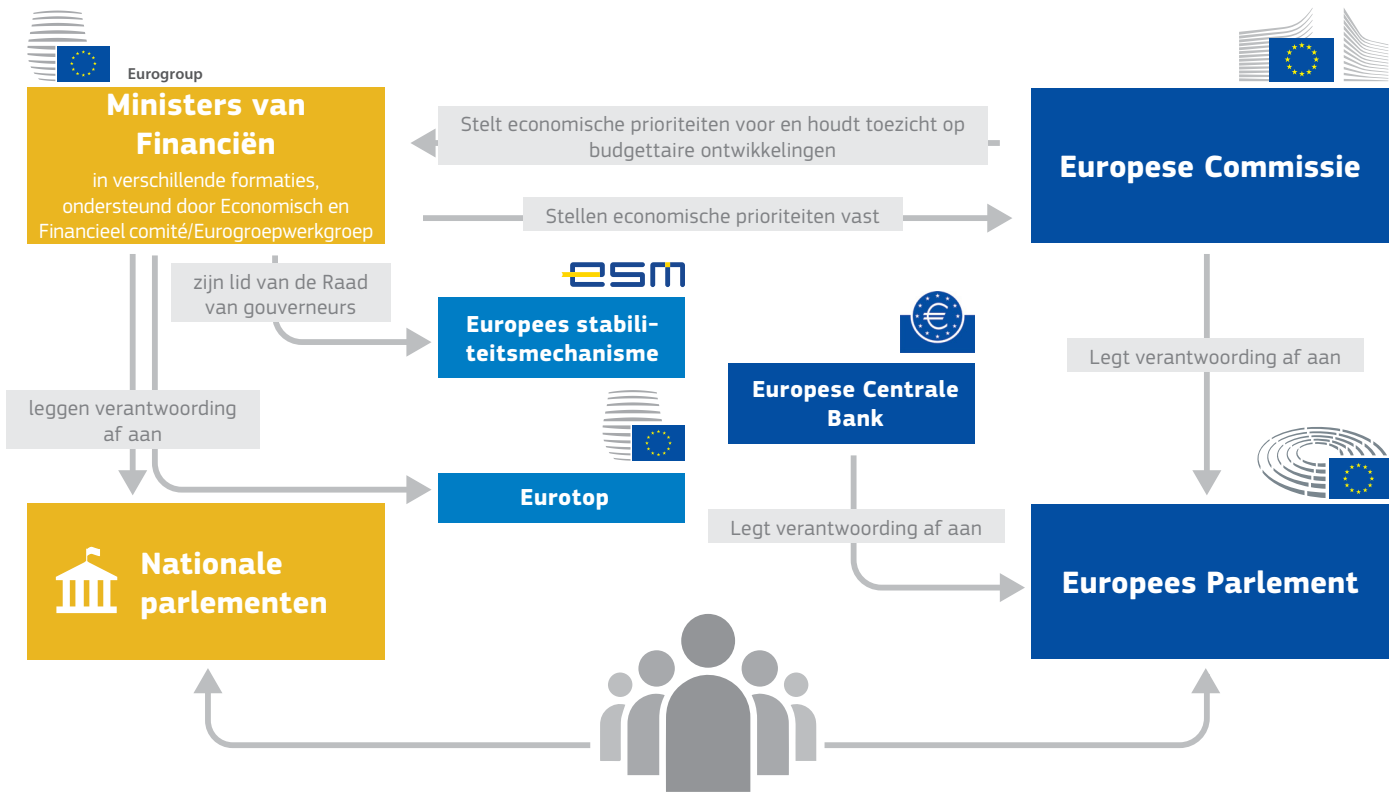 Eurogroup
Ministers van
Financiën
in verschillende formaties,
ondersteund door Economisch en
Financieel comité/Eurogroepwerkgroep
Stelt economische prioriteiten voor en houdt toezicht op
budgettaire ontwikkelingen
Europese Commissie
Stellen economische prioriteiten vast
zijn lid van de Raad
van gouverneurs
esm
Europees stabili-
teitsmechanisme
€
Europese Centrale
Bank
Legt verantwoording af aan
leggen verantwoording
af aan
Eurotop
Legt verantwoording af aan
Nationale
parlementen
Europees Parlement